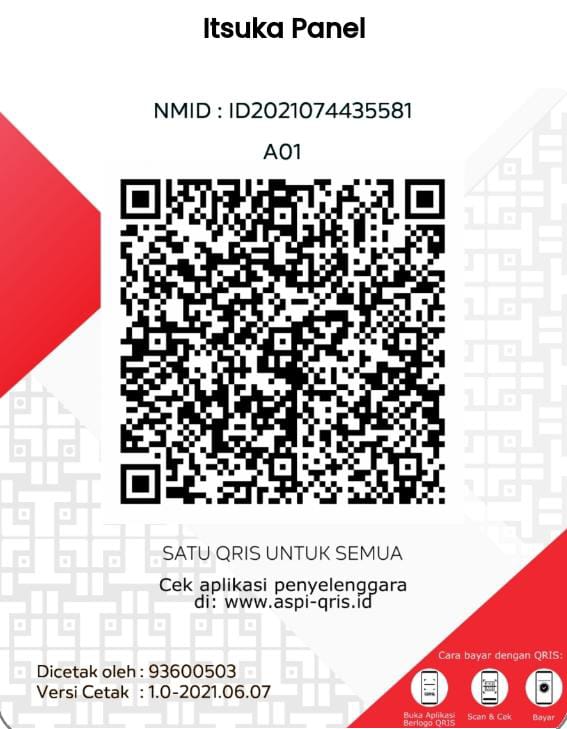 Itsuka Panel
NMID : ID2021074435581
A01
SATU QRIS UNTUK SEMUA
Cek aplikasi penyelenggara
di: www.aspi-qris.id
Dicetak oleh : 93600503
Versi Cetak : 1.0-2021.06.07
Cara bayar dengan QRIS:
Buka Aplikasi
Berlogo QRIS
Scan & Cek
Bayar